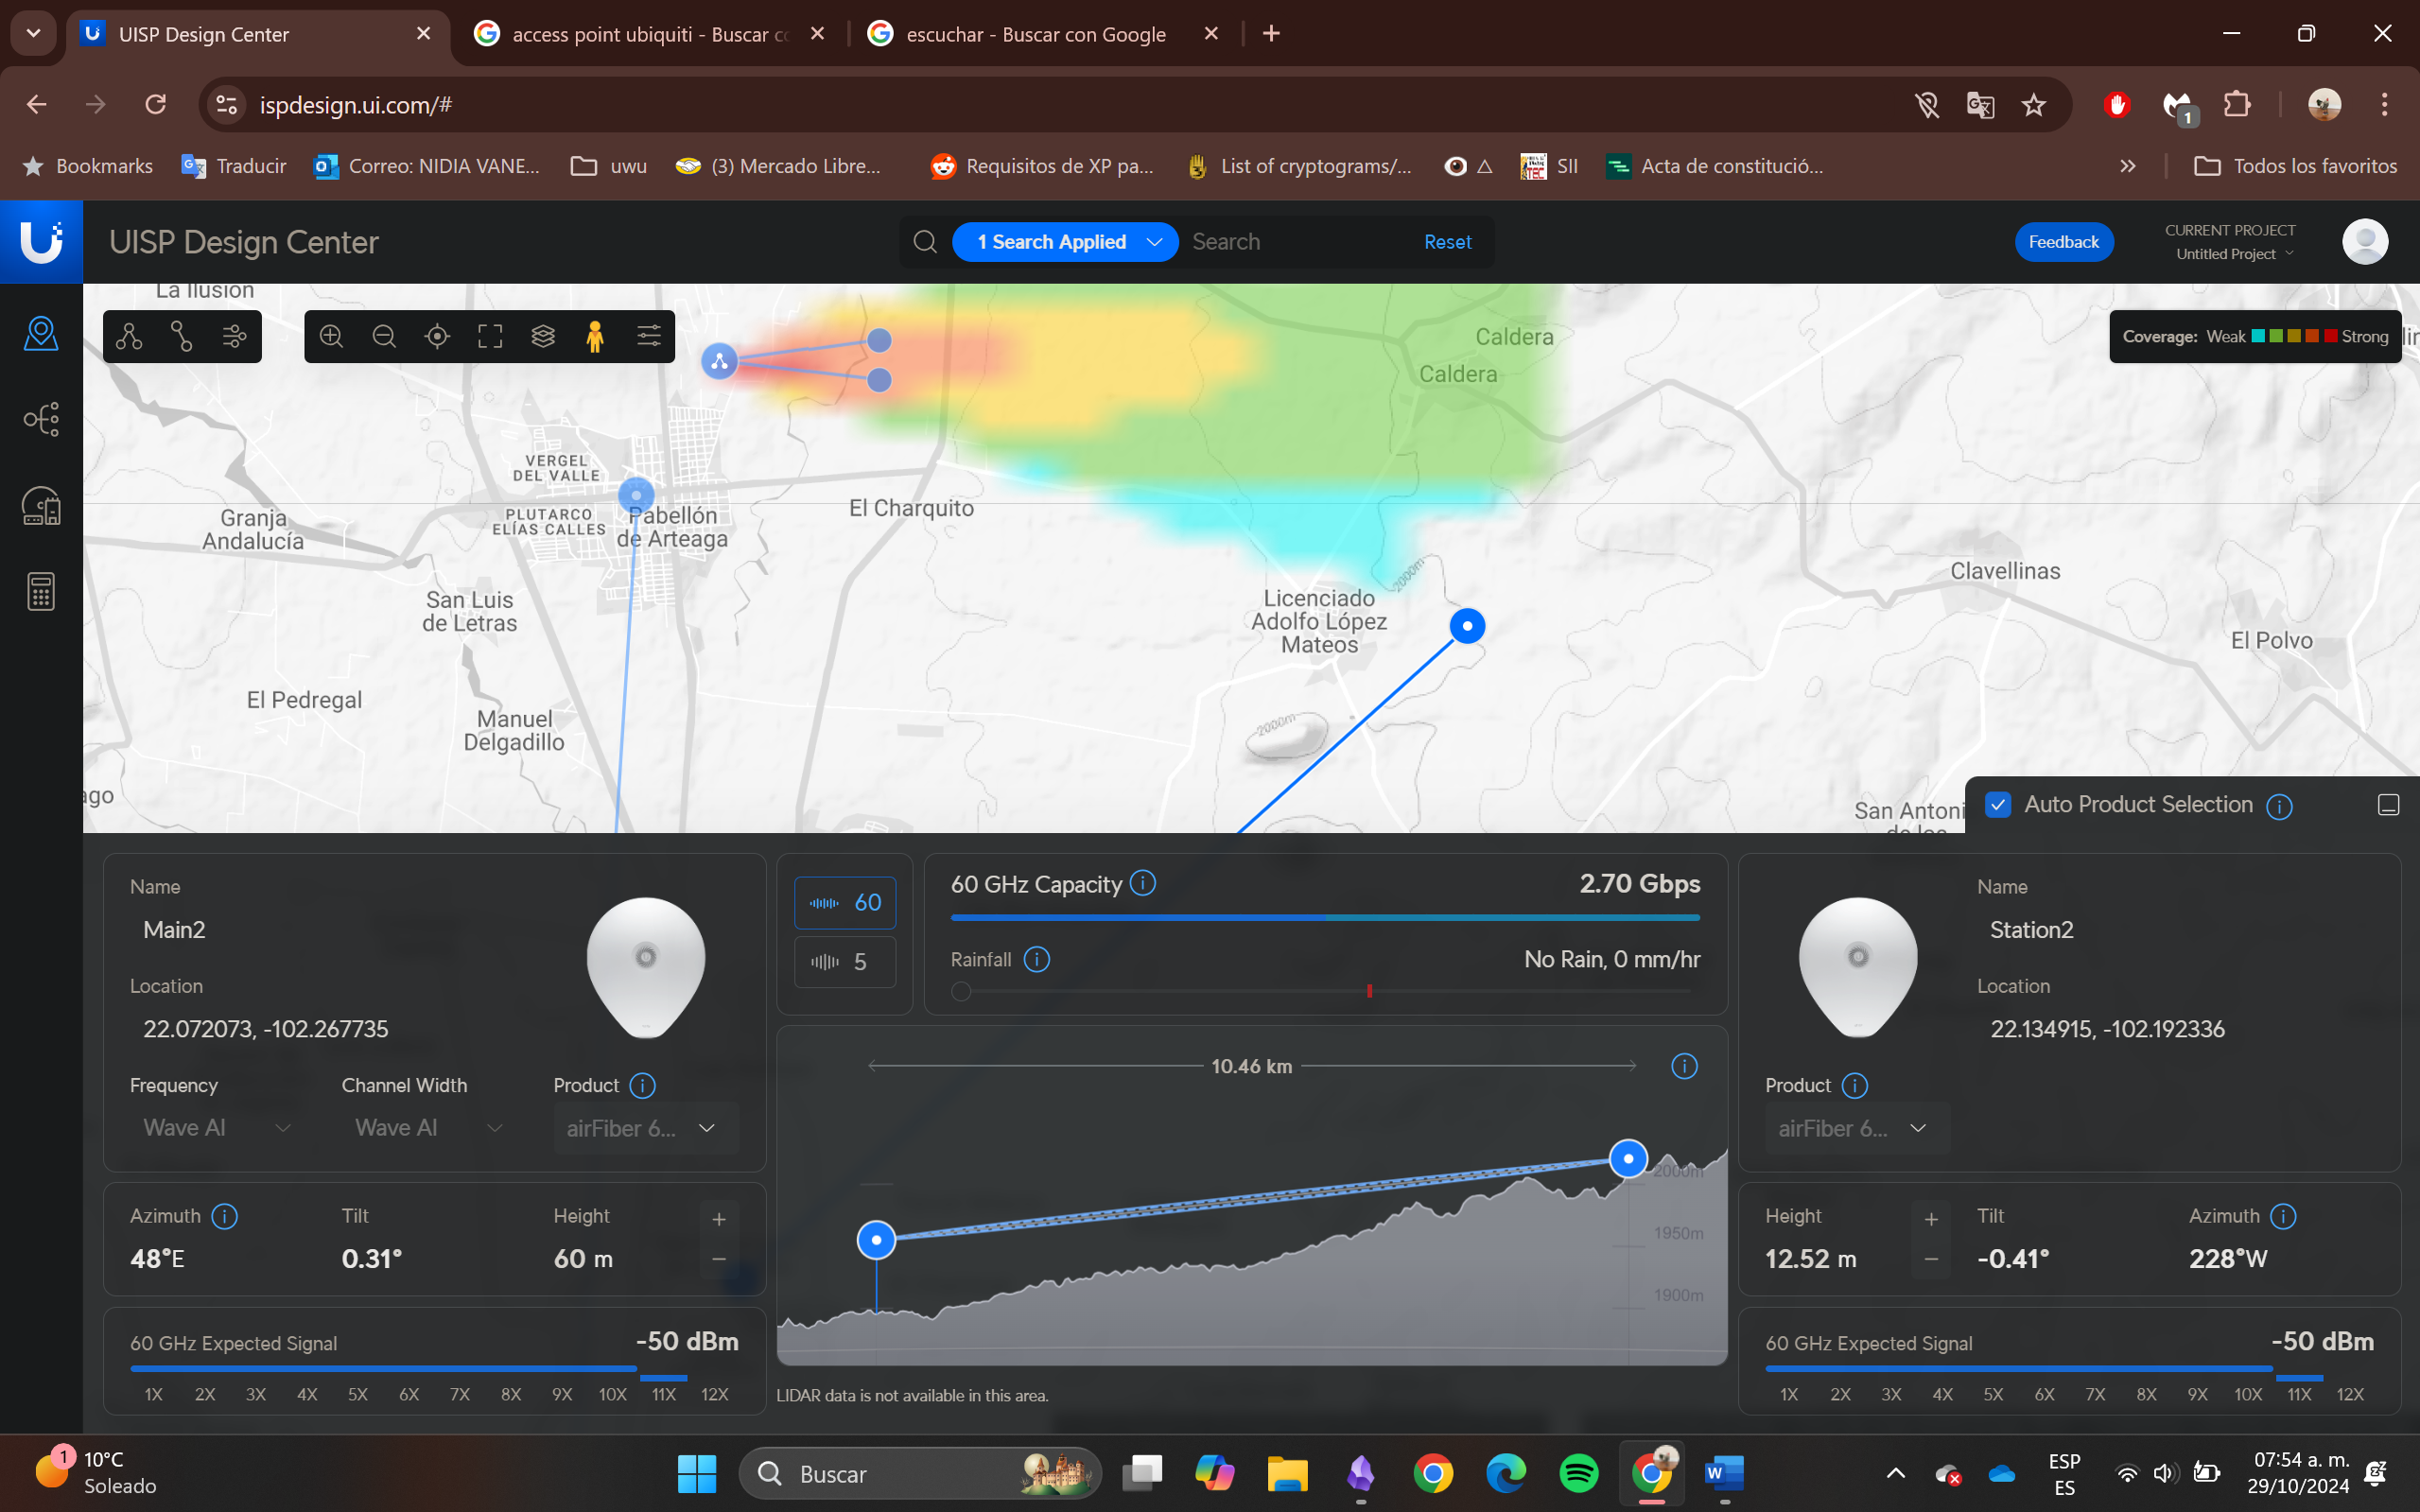 UISP Design Center
access point ubiquiti - Buscar co
escuchar - Buscar con Google
ispdesign.ui.com/#
1
Bookmarks
Traducir
Correo: NIDIA VANE...
uwu
(3) Mercado Libre...
Requisitos de XP pa...
List of cryptograms/...
SII
Acta de constitució...
Todos los favoritos
UISP Design Center
1 Search Applied
Search
Reset
Feedback
CURRENT PROJECT
Untitled Project
La Ilusión
Caldera
Caldera
Coverage: Weak Strong
VERGEL
DEL VALLE
PLUTARCO
ELÍAS CALLES
Pabellón
de Arteaga
El Charquito
Granja
Andalucía
San Luis
de Letras
2000m
Licenciado
Adolfo López
Mateos
Clavellinas
El Polvo
El Pedregal
Manuel
Delgadillo
2000m
ago
San Antoni
Auto Product Selection
Name
Main2
Location
22.072073, -102.267735
Frequency
Channel Width
Product
Wave AI
Wave AI
airFiber 6...
Azimuth
Tilt
Height
48°E
0.31°
60 m
+
−
60 GHz Expected Signal
-50 dBm
1X 2X 3X 4X 5X 6X 7X 8X 9X 10X 11X 12X
60
5
60 GHz Capacity
2.70 Gbps
Rainfall
No Rain, 0 mm/hr
10.46 km
2000m
1950m
1900m
LIDAR data is not available in this area.
Name
Station2
Location
22.134915, -102.192336
Product
airFiber 6...
Height
Tilt
Azimuth
12.52 m
-0.41°
228°W
+
−
60 GHz Expected Signal
-50 dBm
1X 2X 3X 4X 5X 6X 7X 8X 9X 10X 11X 12X
1
10°C
Soleado
Buscar
ESP
ES
07:54 a. m.
29/10/2024